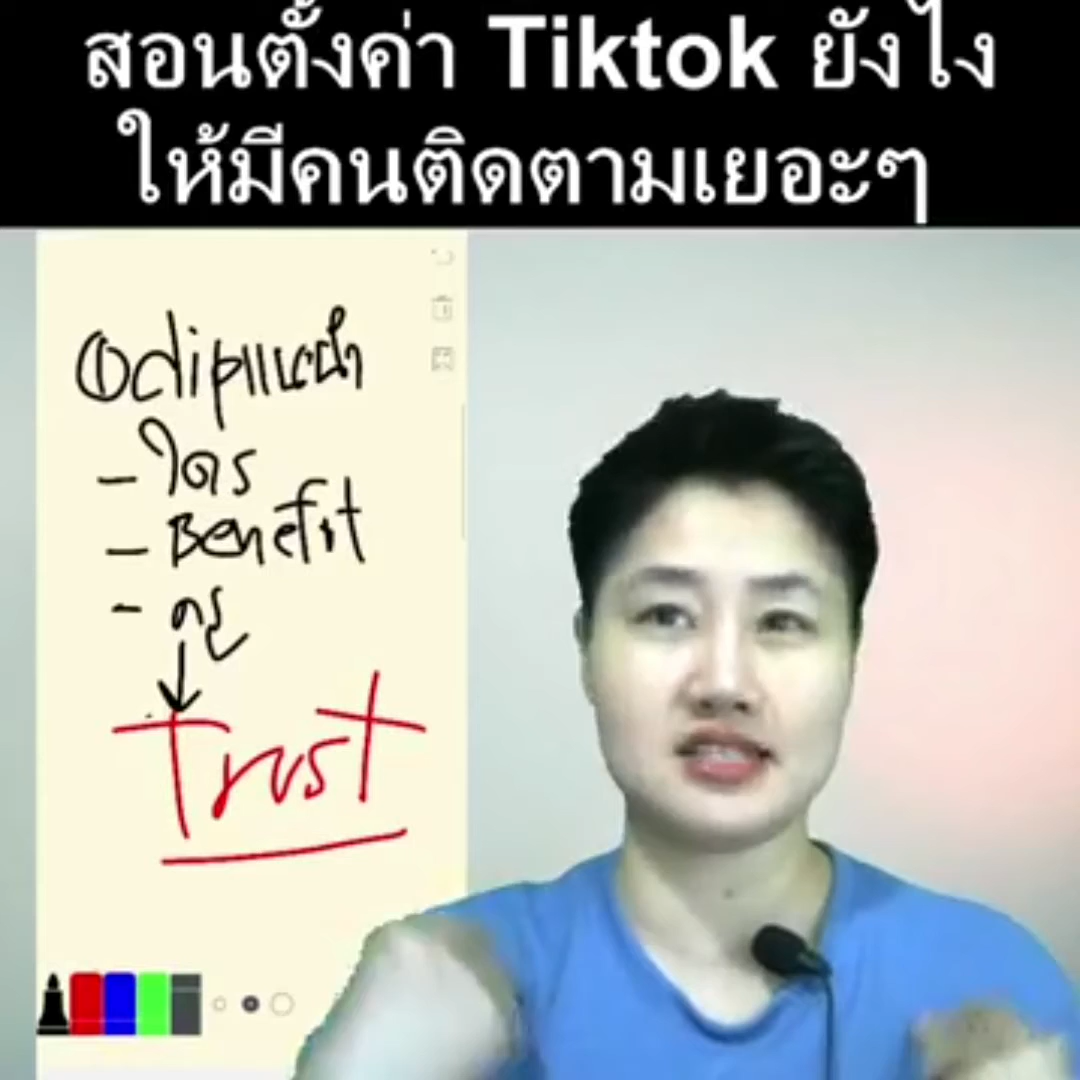 สอนตั้งค่า Tiktok ยังไง
ให้มีคนติดตามเยอะๆ
① clipแนะนำ
- ใคร
- Benefit
- ครู
Trust